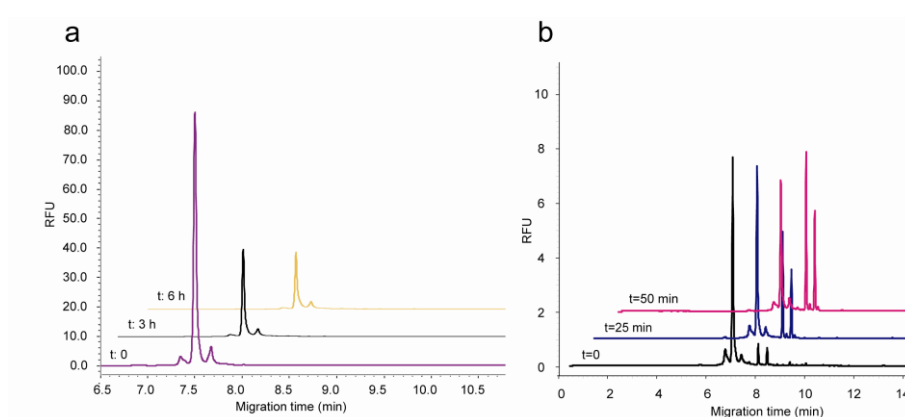 a
100.0
90.0
80.0
70.0
60.0
50.0
40.0
30.0
20.0
10.0
0.0
RFU
t: 6 h
t: 3 h
t: 0
6.5 7.0 7.5 8.0 8.5 9.0 9.5 10.0 10.5
Migration time (min)
b
10
8
6
4
2
0
RFU
t=50 min
t=25 min
t=0
0 2 4 6 8 10 12 14
Migration time (min)